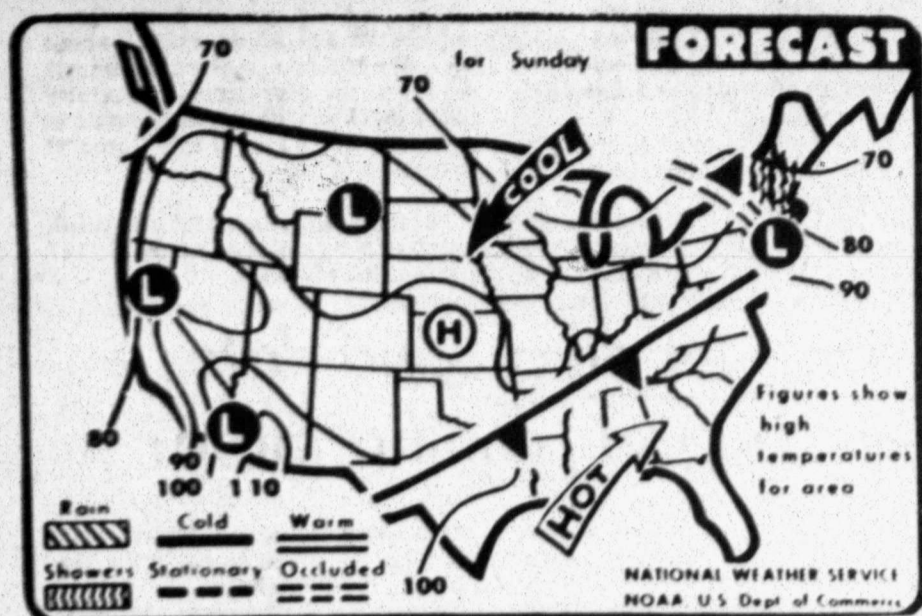 FORECAST
for Sunday
70
70
COOL
70
L
L
80
L
90
H
Figures show
high
temperatures
for area
80
L
90
100 110
HOT
100
Rain
Cold Warm
Showers Stationary Occluded
NATIONAL WEATHER SERVICE
NOAA U S Dept of Commerce